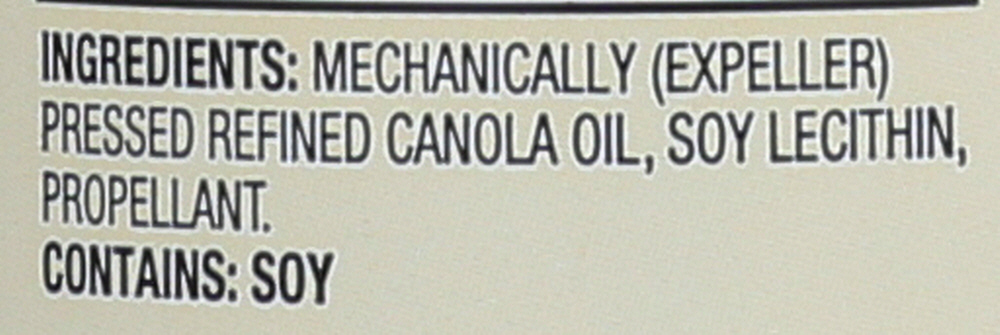 INGREDIENTS: MECHANICALLY (EXPELLER)
PRESSED REFINED CANOLA OIL, SOY LECITHIN,
PROPELLANT.
CONTAINS: SOY